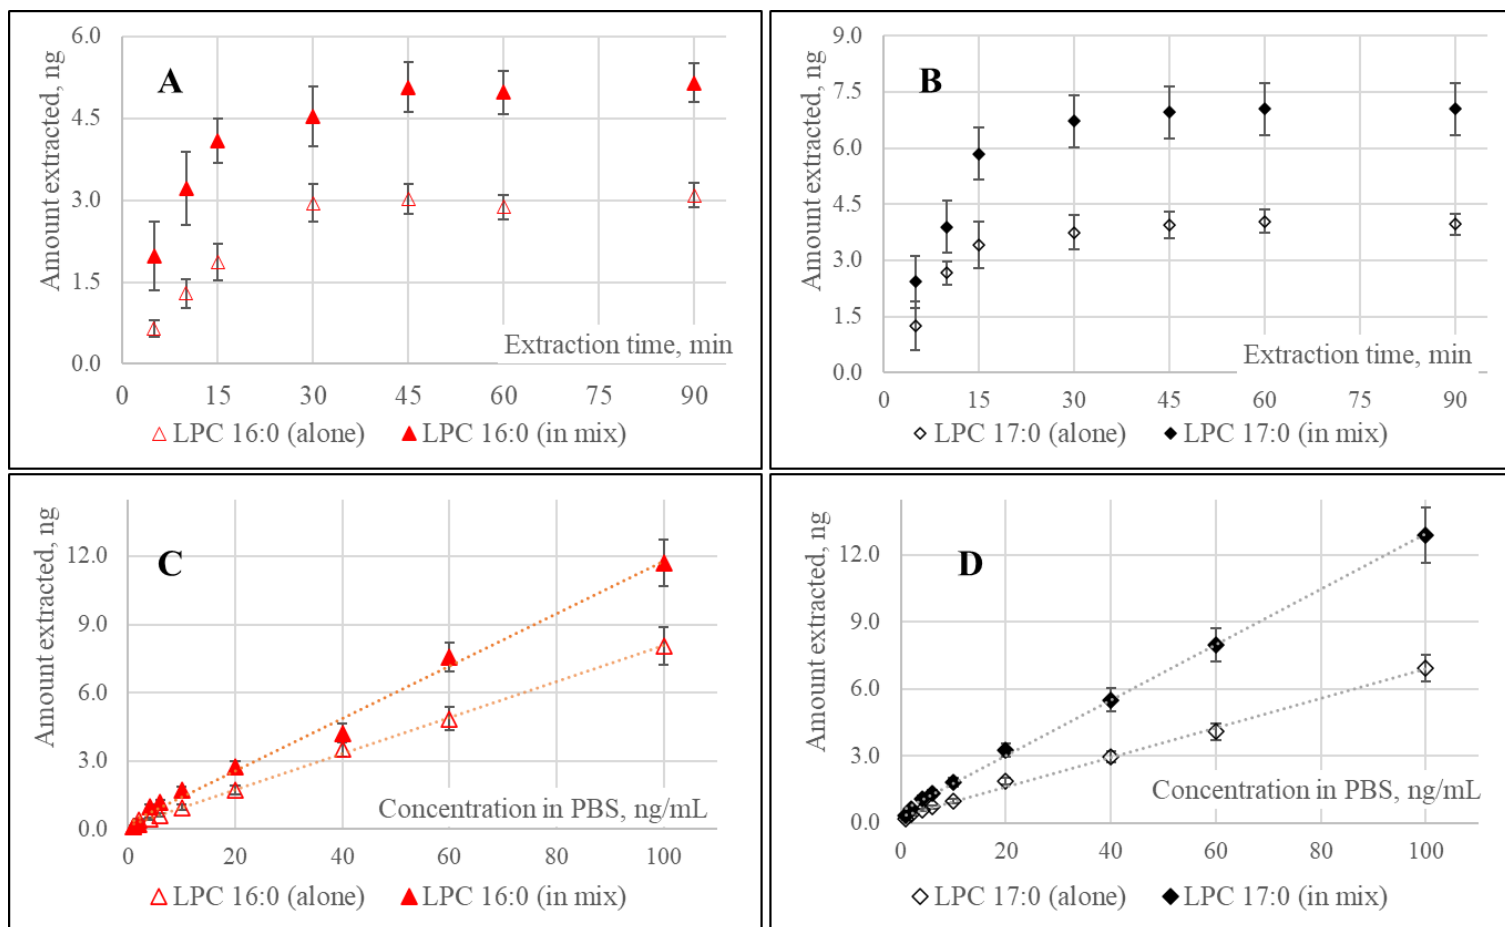 A
Amount extracted, ng
6.0
4.5
3.0
1.5
0.0
Extraction time, min
0 15 30 45 60 75 90
LPC 16:0 (alone) LPC 16:0 (in mix)
B
Amount extracted, ng
9.0
7.5
6.0
4.5
3.0
1.5
0.0
Extraction time, min
0 15 30 45 60 75 90
LPC 17:0 (alone) LPC 17:0 (in mix)
C
Amount extracted, ng
12.0
9.0
6.0
3.0
0.0
Concentration in PBS, ng/mL
0 20 40 60 80 100
LPC 16:0 (alone) LPC 16:0 (in mix)
D
Amount extracted, ng
12.0
9.0
6.0
3.0
0.0
Concentration in PBS, ng/mL
0 20 40 60 80 100
LPC 17:0 (alone) LPC 17:0 (in mix)